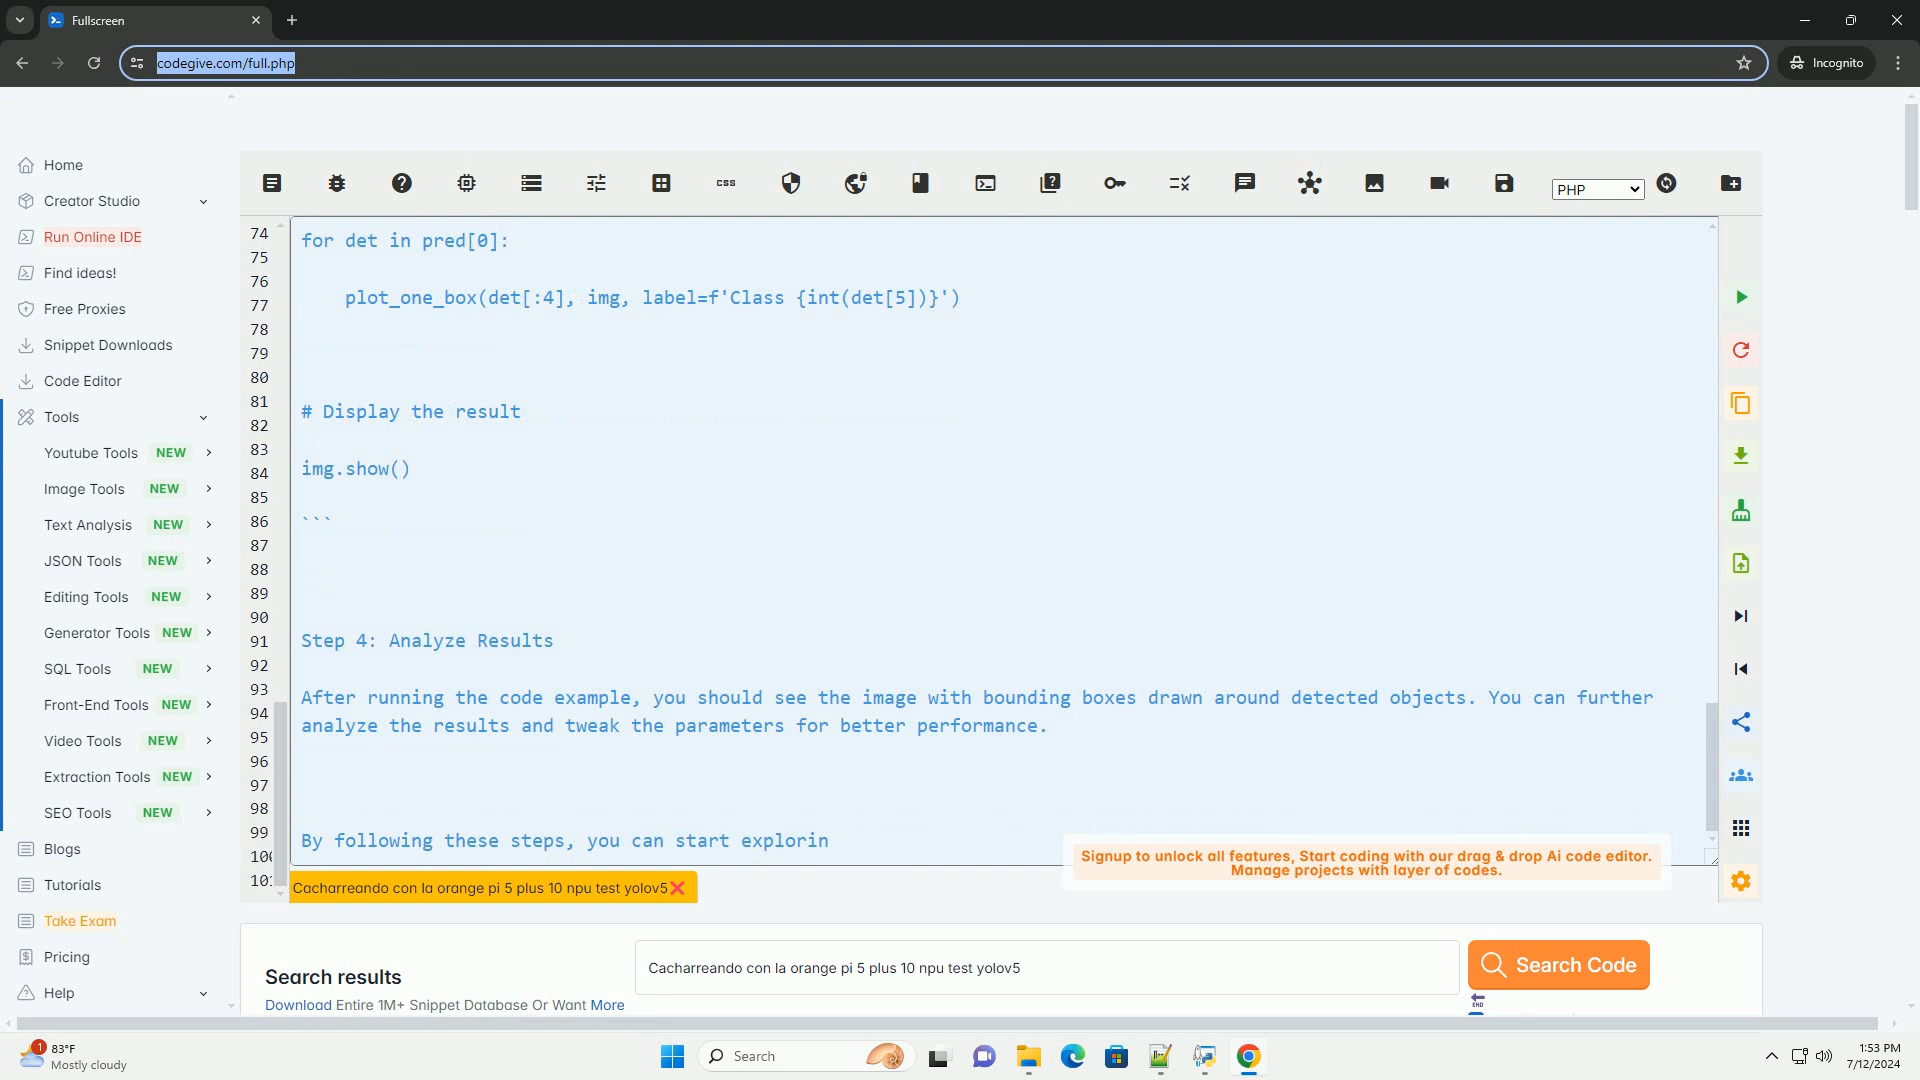 Fullscreen
codegive.com/full.php
Incognito
Home
Creator Studio
Run Online IDE
Find ideas!
Free Proxies
Snippet Downloads
Code Editor
Tools
Youtube Tools NEW
Image Tools NEW
Text Analysis NEW
JSON Tools NEW
Editing Tools NEW
Generator Tools NEW
SQL Tools NEW
Front-End Tools NEW
Video Tools NEW
Extraction Tools NEW
SEO Tools NEW
Blogs
Tutorials
Take Exam
Pricing
Help
css
PHP
74
75
76
77
78
79
80
81
82
83
84
85
86
87
88
89
90
91
92
93
94
95
96
97
98
99
for det in pred[0]:
plot_one_box(det[:4], img, label=f'Class {int(det[5])}')
# Display the result
img.show()
```
Step 4: Analyze Results
After running the code example, you should see the image with bounding boxes drawn around detected objects. You can further
analyze the results and tweak the parameters for better performance.
By following these steps, you can start explorin
Signup to unlock all features, Start coding with our drag & drop Ai code editor.
Manage projects with layer of codes.
Cacharreando con la orange pi 5 plus 10 npu test yolov5
Search results
Cacharreando con la orange pi 5 plus 10 npu test yolov5
Search Code
Download Entire 1M+ Snippet Database Or Want More
END
1
83°F
Mostly cloudy
Search
1:53 PM
7/12/2024